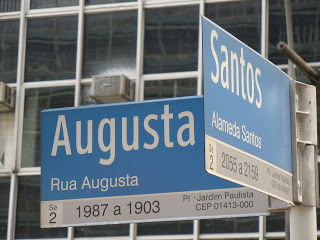 Augusta
Rua Augusta
Sé
2
1987 a 1903
PI - Jardim Paulista
CEP 01413-000
Santos
Alameda Santos
Sé
2
2055 a 2159